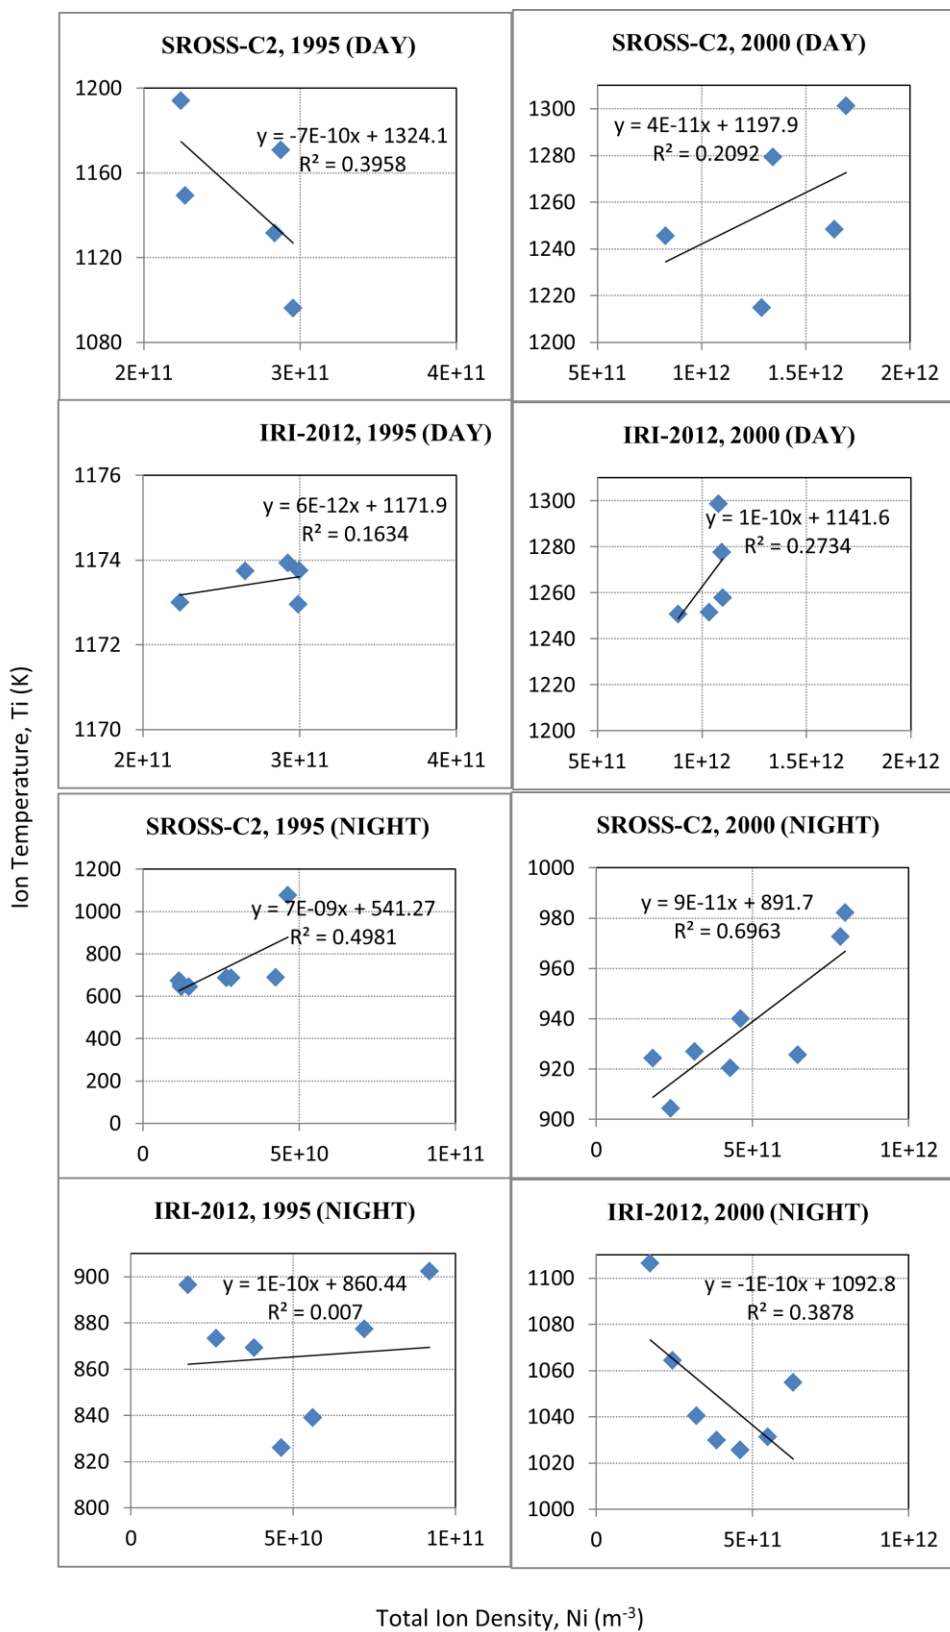 SROSS-C2, 1995 (DAY)
1200
1160
1120
1080
2E+11
3E+11
4E+11
y = -7E-10x + 1324.1
R² = 0.3958
SROSS-C2, 2000 (DAY)
1300
1280
1260
1240
1220
1200
5E+11
1E+12
1.5E+12
2E+12
y = 4E-11x + 1197.9
R² = 0.2092
IRI-2012, 1995 (DAY)
1176
1174
1172
1170
2E+11
3E+11
4E+11
y = 6E-12x + 1171.9
R² = 0.1634
IRI-2012, 2000 (DAY)
1300
1280
1260
1240
1220
1200
5E+11
1E+12
1.5E+12
2E+12
y = 1E-10x + 1141.6
R² = 0.2734
Ion Temperature, Ti (K)
SROSS-C2, 1995 (NIGHT)
1200
1000
800
600
400
200
0
0
5E+10
1E+11
y = 7E-09x + 541.27
R² = 0.4981
SROSS-C2, 2000 (NIGHT)
1000
980
960
940
920
900
0
5E+11
1E+12
y = 9E-11x + 891.7
R² = 0.6963
IRI-2012, 1995 (NIGHT)
900
880
860
840
820
800
0
5E+10
1E+11
y = 1E-10x + 860.44
R² = 0.007
IRI-2012, 2000 (NIGHT)
1100
1080
1060
1040
1020
1000
0
5E+11
1E+12
y = -1E-10x + 1092.8
R² = 0.3878
Total Ion Density, Ni (m⁻³)